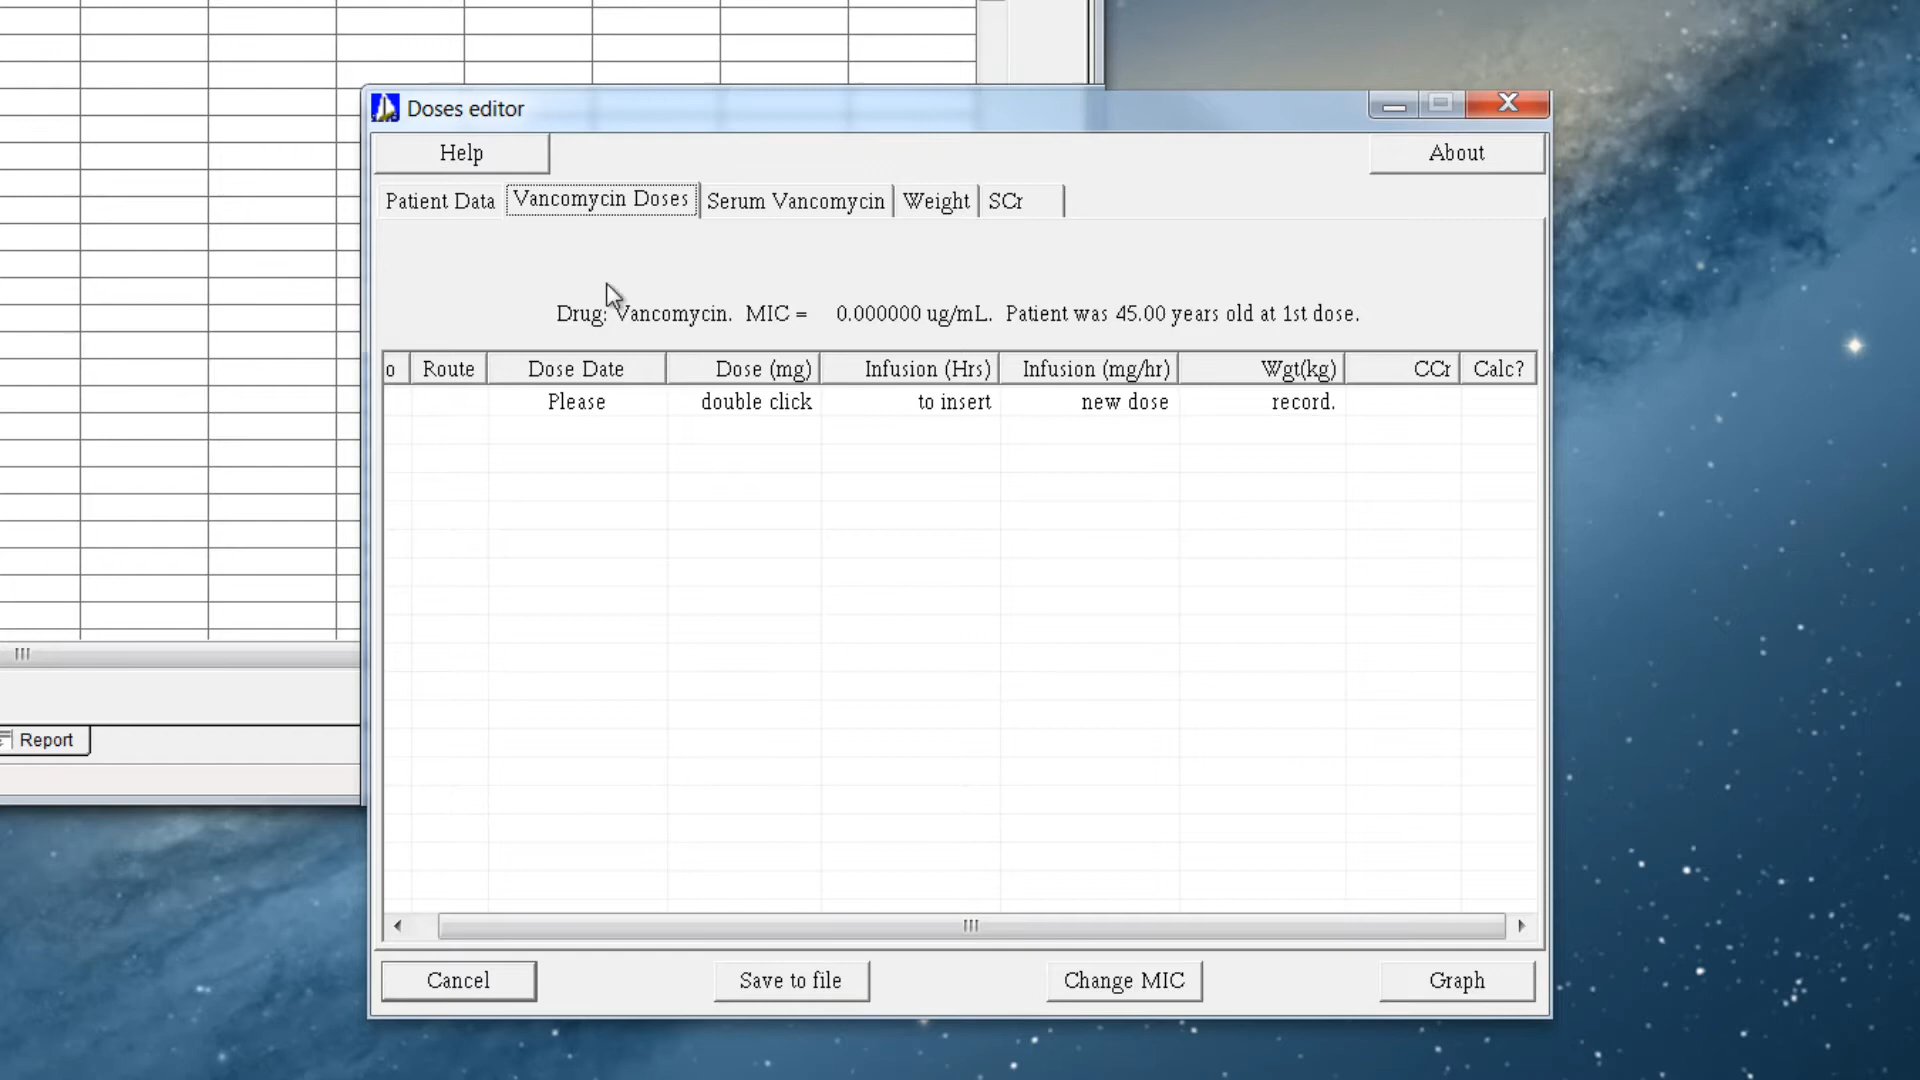 Doses editor
Help
About
Patient Data
Vancomycin Doses
Serum Vancomycin
Weight
SCr
Drug: Vancomycin. MIC = 0.000000 ug/mL. Patient was 45.00 years old at 1st dose.
o Route Dose Date Dose (mg) Infusion (Hrs) Infusion (mg/hr) Wgt(kg) CCr Calc?
Please double click to insert new dose record.
Report
Cancel
Save to file
Change MIC
Graph